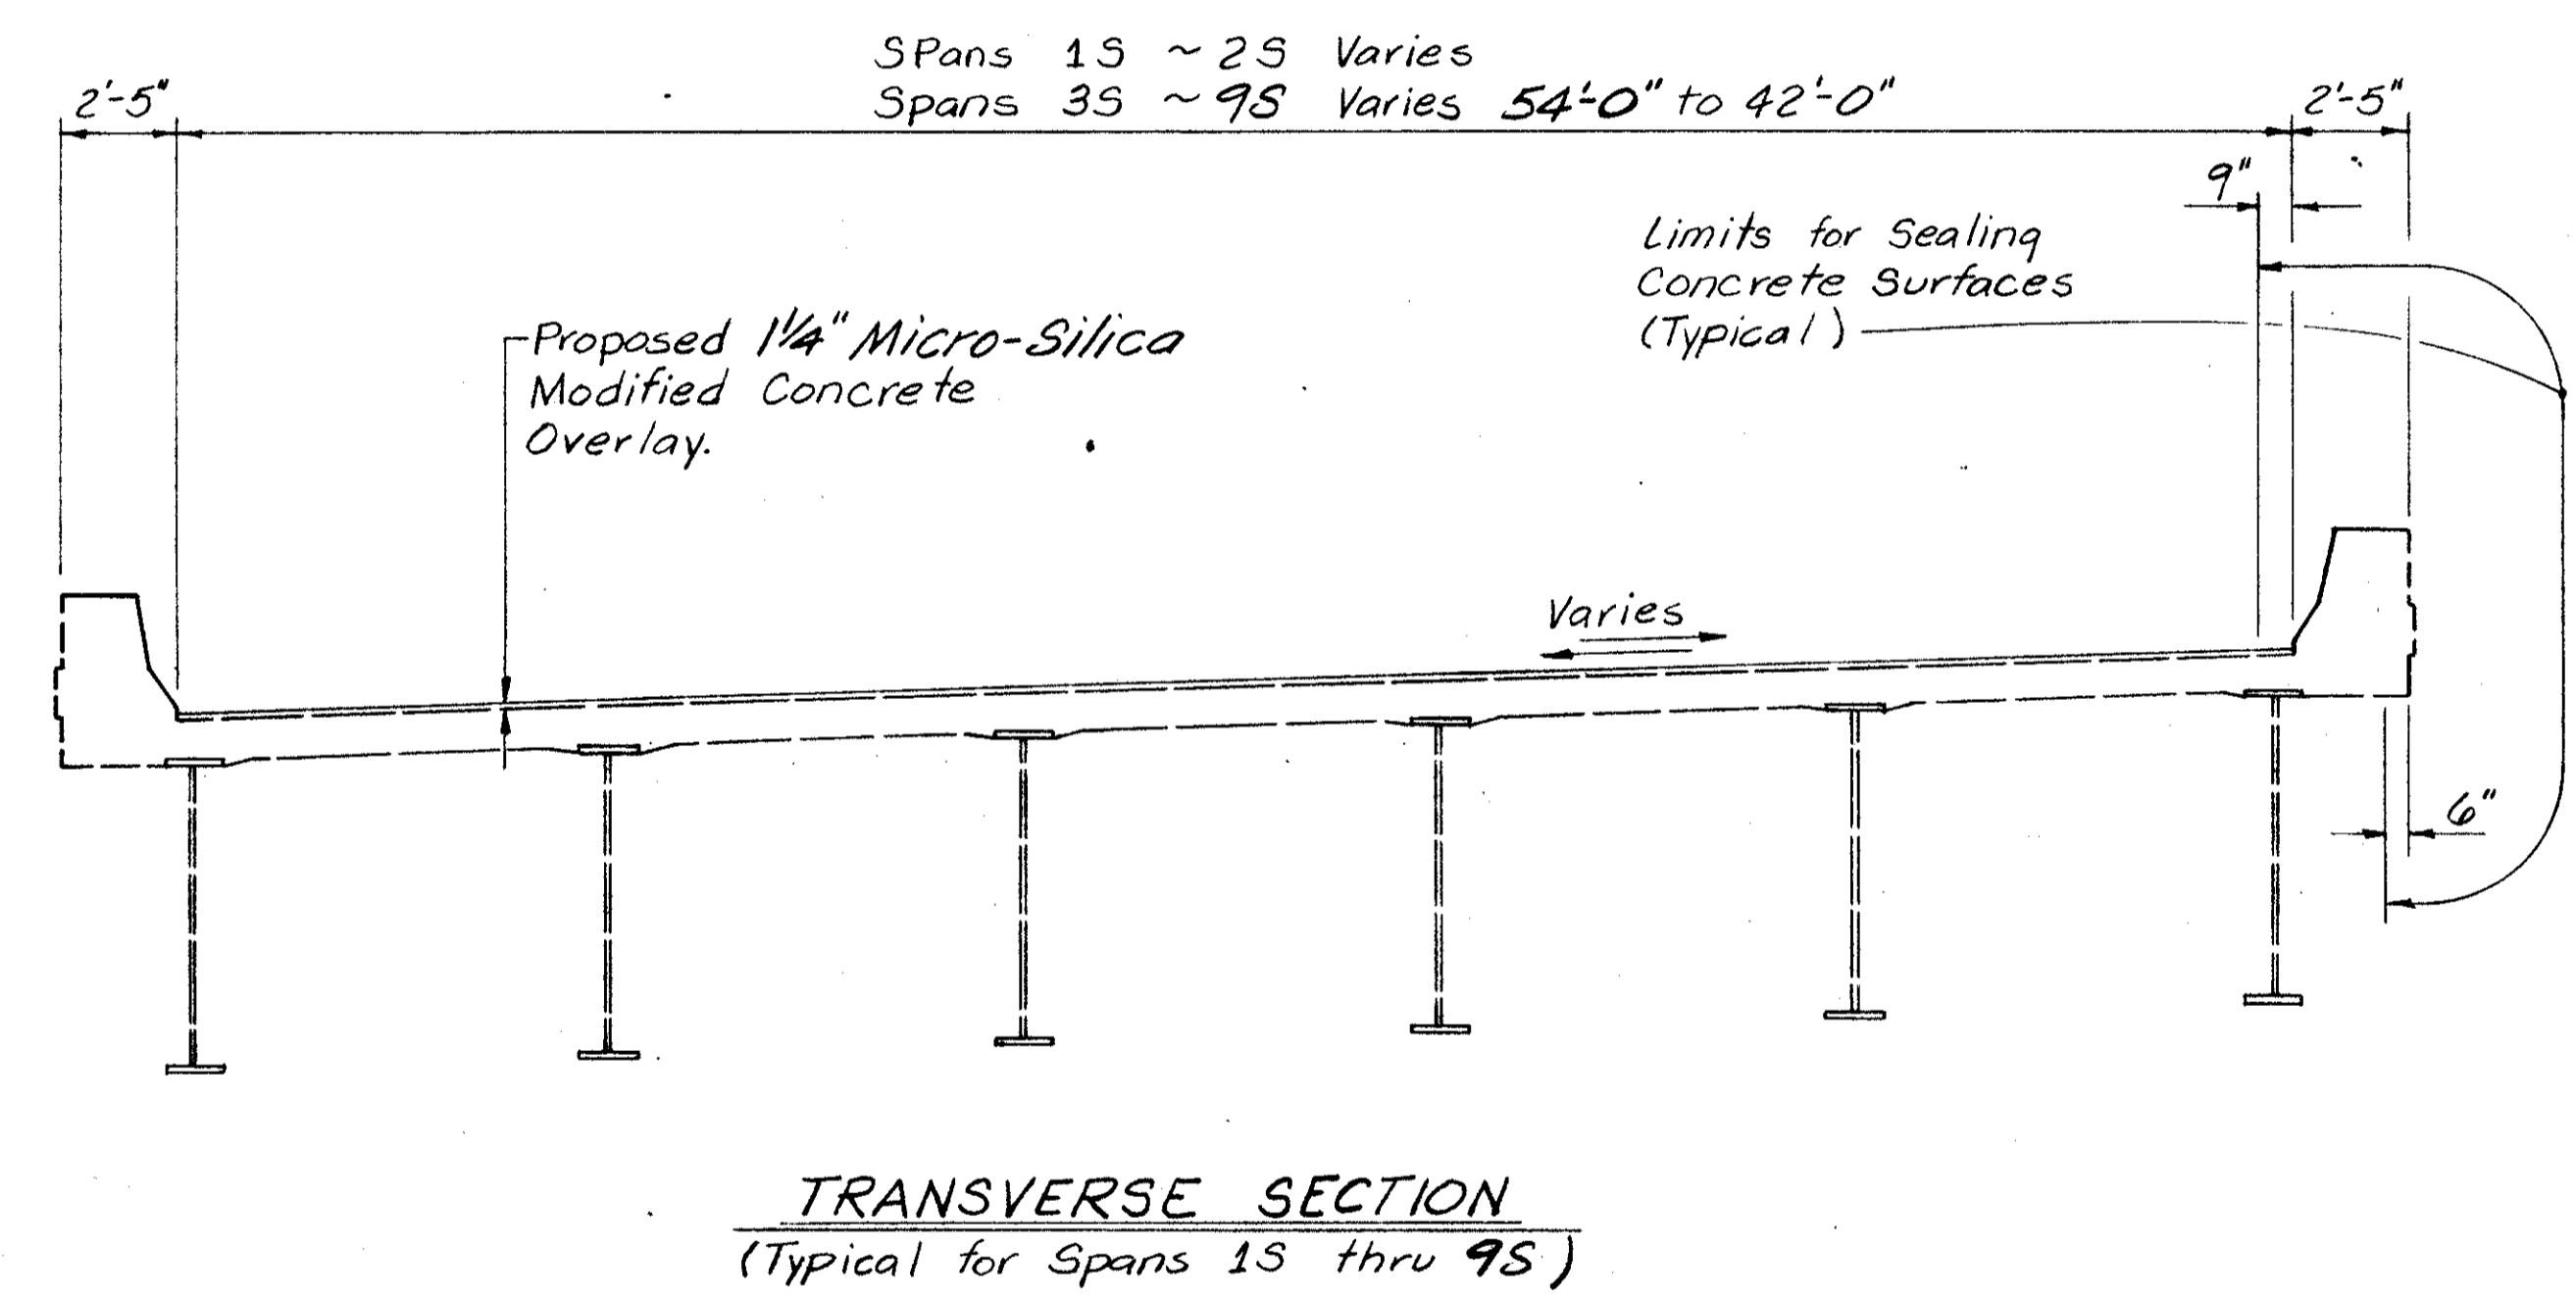 SPans 1S ~ 2S Varies
2'-5" Spans 3S ~ 9S Varies 54'-0" to 42'-0" 2'-5"
9"
Limits for Sealing
Concrete Surfaces
(Typical)
Proposed 1¼" Micro-Silica
Modified Concrete
Overlay.
Varies
6"
TRANSVERSE SECTION
(Typical for Spans 1S thru 9S)